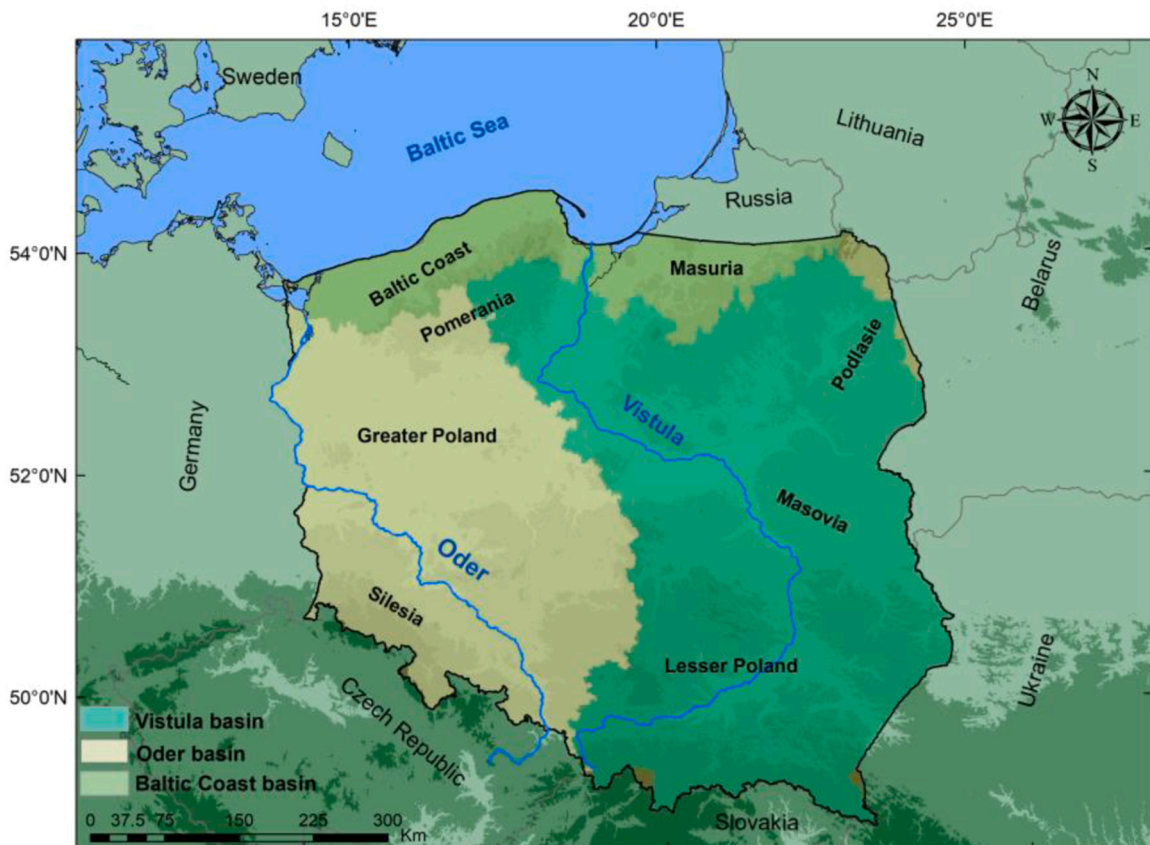 15°0'E 20°0'E 25°0'E
Sweden
N
W E
S
Baltic Sea
Lithuania
Russia
54°0'N
Baltic Coast
Masuria
Belarus
Pomerania
Podlasie
Vistula
Germany
Greater Poland
52°0'N
Masovia
Oder
Silesia
Lesser Poland
Ukraine
50°0'N
Czech Republic
Vistula basin
Oder basin
Baltic Coast basin
Slovakia
0 37.5 75 150 225 300
Km